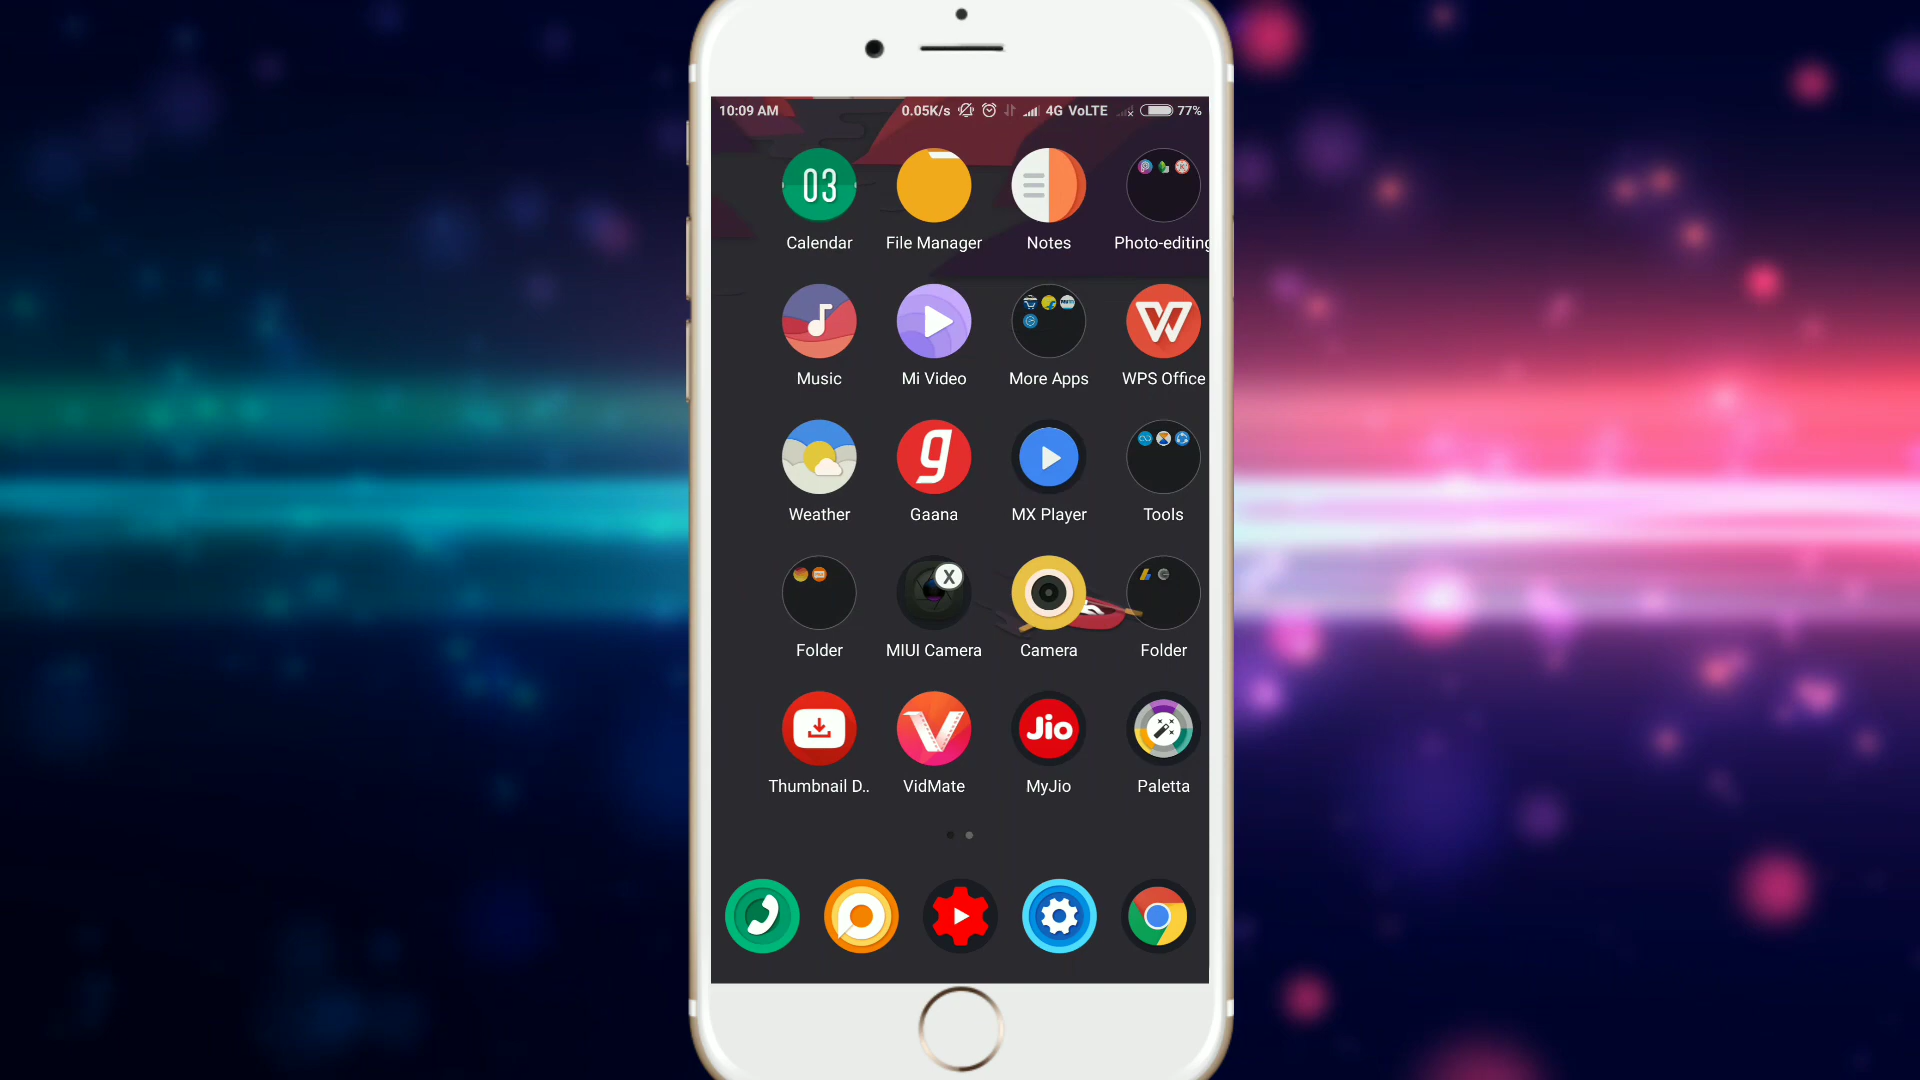 10:09 AM 0.05K/s 4G VoLTE 77%
03
Calendar File Manager Notes Photo-editing
Music Mi Video More Apps WPS Office
g
Weather Gaana MX Player Tools
X
Folder MIUI Camera Camera Folder
Jio
Thumbnail D.. VidMate MyJio Paletta